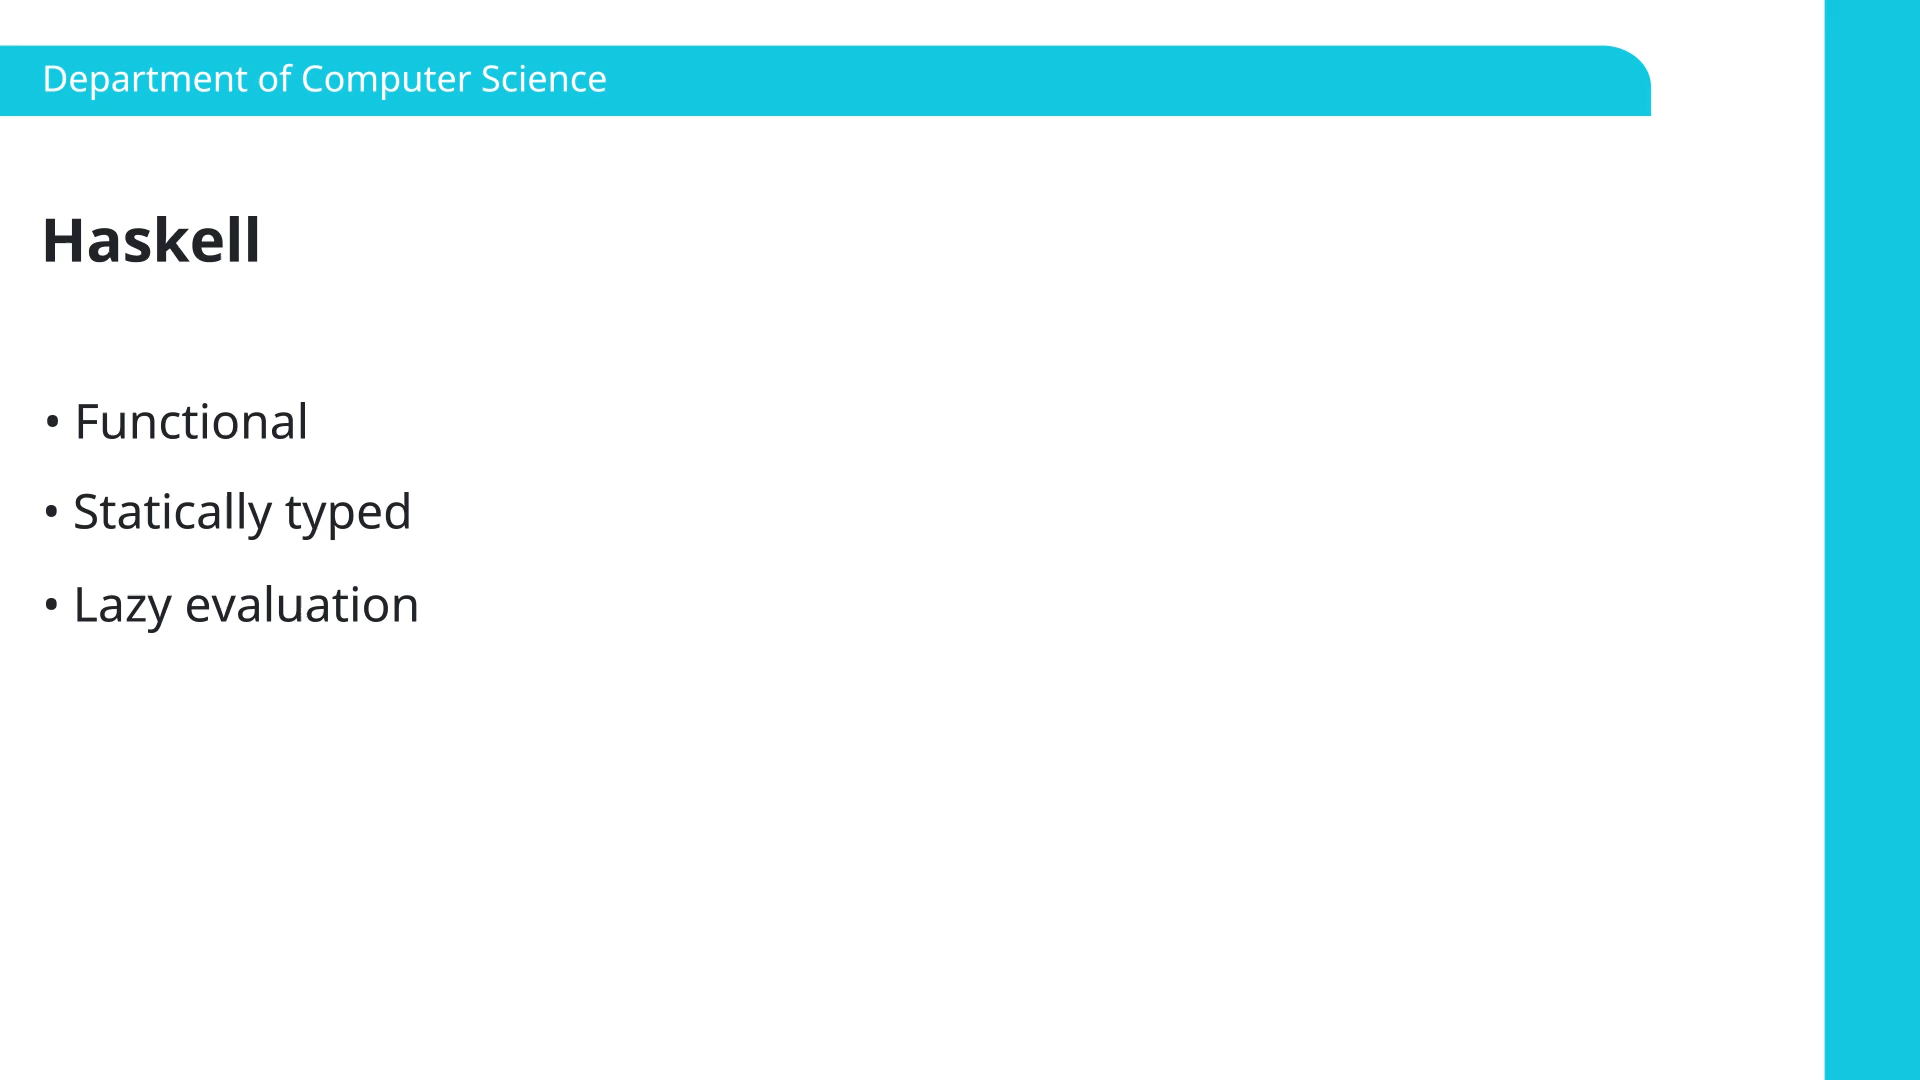 Department of Computer Science
Haskell
• Functional
• Statically typed
• Lazy evaluation